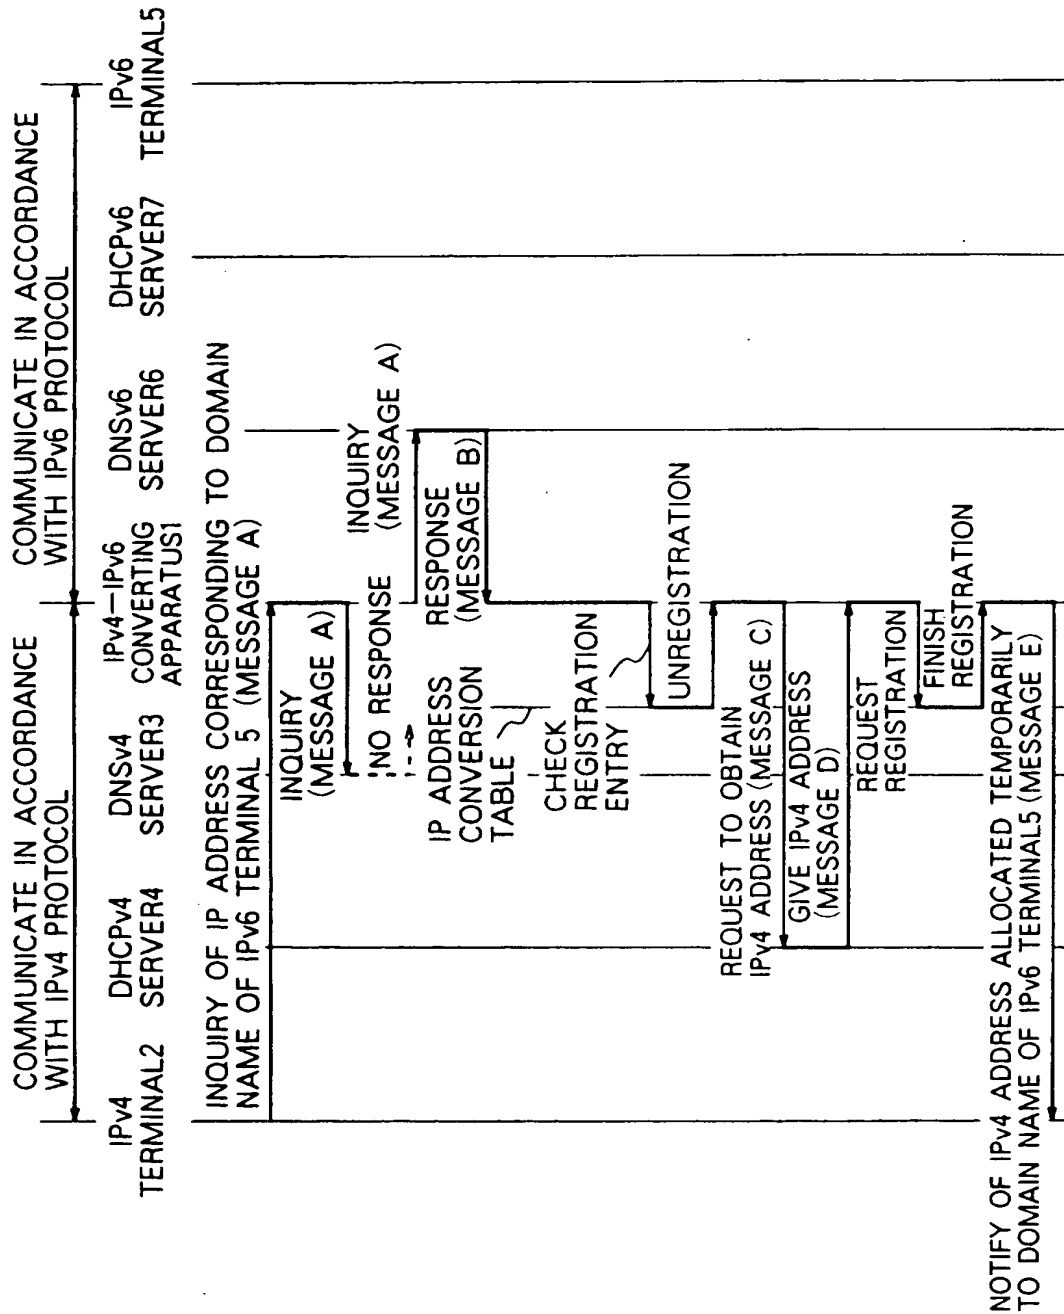 COMMUNICATE IN ACCORDANCE
WITH IPv4 PROTOCOL
COMMUNICATE IN ACCORDANCE
WITH IPv6 PROTOCOL
IPv4
TERMINAL2
DHCPv4
SERVER4
DNSv4
SERVER3
IPv4—IPv6
CONVERTING
APPARATUS1
DNSv6
SERVER6
DHCPv6
SERVER7
IPv6
TERMINAL5
INQUIRY OF IP ADDRESS CORRESPONDING TO DOMAIN
NAME OF IPv6 TERMINAL 5 (MESSAGE A)
INQUIRY
(MESSAGE A)
NO RESPONSE
INQUIRY
(MESSAGE A)
RESPONSE
(MESSAGE B)
IP ADDRESS
CONVERSION
TABLE
CHECK
REGISTRATION
ENTRY
UNREGISTRATION
REQUEST TO OBTAIN
IPv4 ADDRESS (MESSAGE C)
GIVE IPv4 ADDRESS
(MESSAGE D)
REQUEST
REGISTRATION
FINISH
REGISTRATION
NOTIFY OF IPv4 ADDRESS ALLOCATED TEMPORARILY
TO DOMAIN NAME OF IPv6 TERMINAL5 (MESSAGE E)